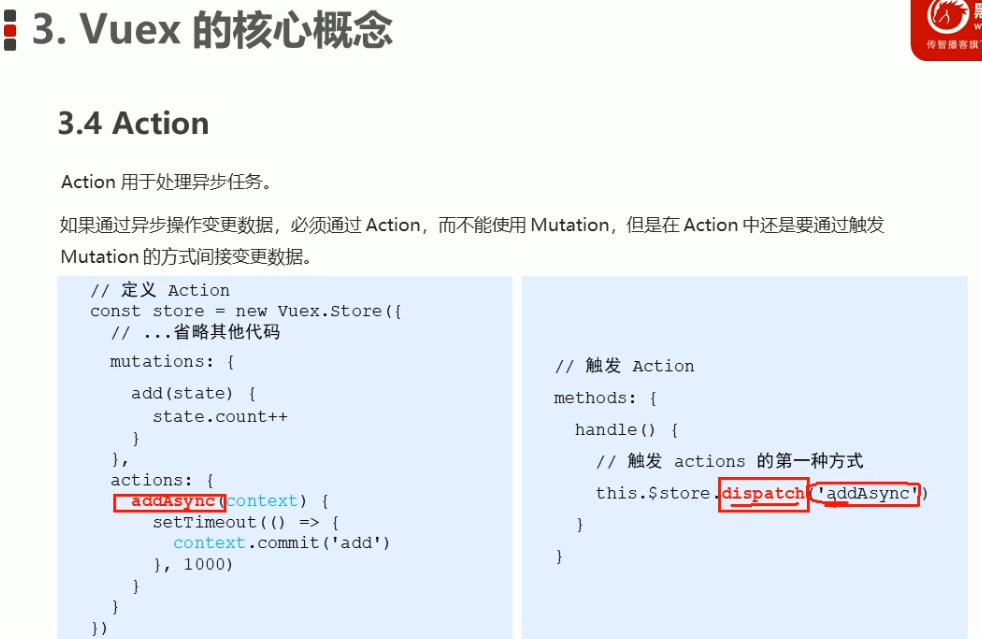 3. Vuex 的核心概念
传智播客旗
3.4 Action
Action 用于处理异步任务。
如果通过异步操作变更数据，必须通过 Action，而不能使用 Mutation，但是在 Action 中还是要通过触发
Mutation 的方式间接变更数据。
// 定义 Action
const store = new Vuex.Store({
// ...省略其他代码
mutations: {
add(state) {
state.count++
}
},
actions: {
addAsync(context) {
setTimeout(() => {
context.commit('add')
}, 1000)
}
}
})
// 触发 Action
methods: {
handle() {
// 触发 actions 的第一种方式
this.$store.dispatch('addAsync')
}
}